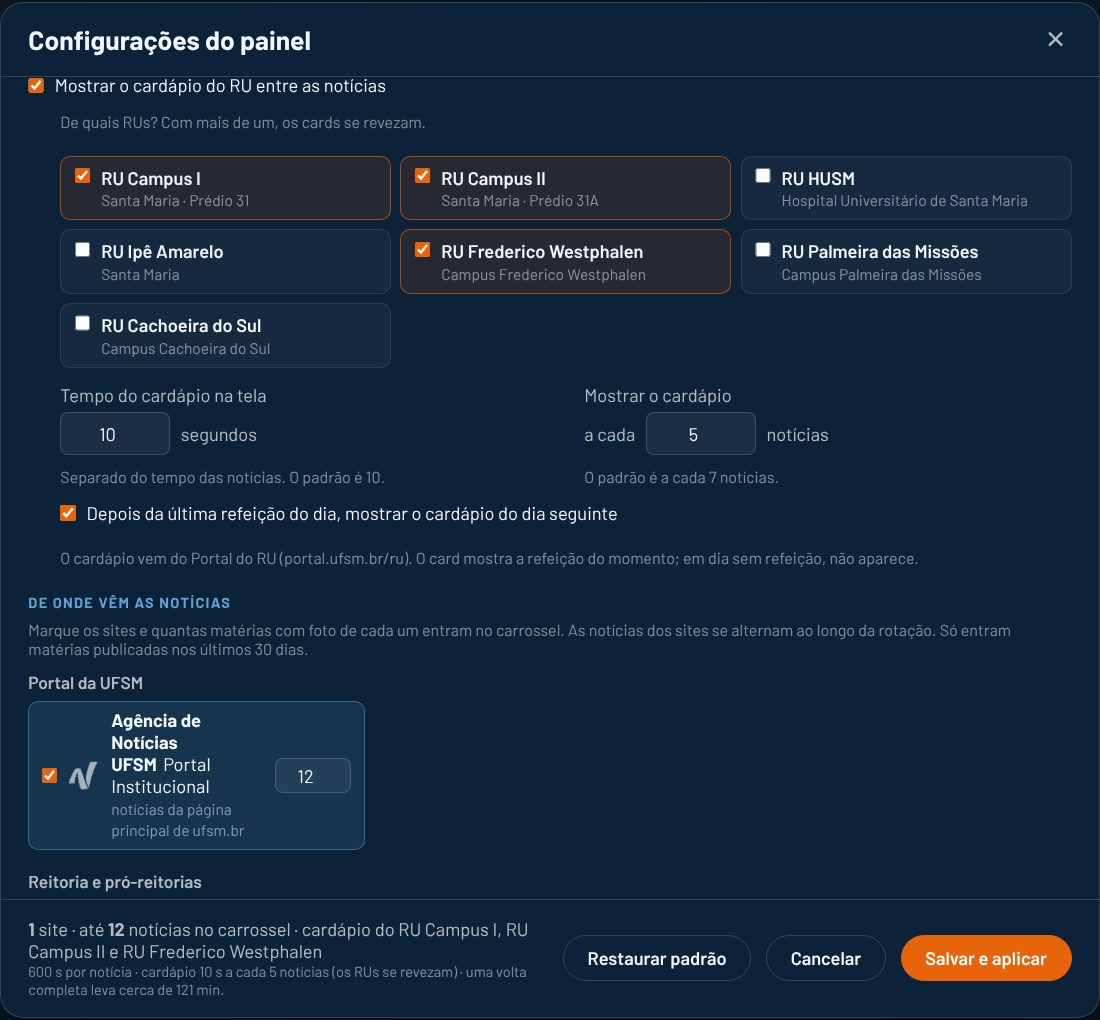 Configurações do painel
Mostrar o cardápio do RU entre as notícias
De quais RUs? Com mais de um, os cards se revezam.
RU Campus I
Santa Maria · Prédio 31
RU Campus II
Santa Maria · Prédio 31A
RU HUSM
Hospital Universitário de Santa Maria
RU Ipê Amarelo
Santa Maria
RU Frederico Westphalen
Campus Frederico Westphalen
RU Palmeira das Missões
Campus Palmeira das Missões
RU Cachoeira do Sul
Campus Cachoeira do Sul
Tempo do cardápio na tela
10 segundos
Separado do tempo das notícias. O padrão é 10.
Mostrar o cardápio
a cada 5 notícias
O padrão é a cada 7 notícias.
Depois da última refeição do dia, mostrar o cardápio do dia seguinte
O cardápio vem do Portal do RU (portal.ufsm.br/ru). O card mostra a refeição do momento; em dia sem refeição, não aparece.
DE ONDE VÊM AS NOTÍCIAS
Marque os sites e quantas matérias com foto de cada um entram no carrossel. As notícias dos sites se alternam ao longo da rotação. Só entram
matérias publicadas nos últimos 30 dias.
Portal da UFSM
Agência de
Notícias
UFSM Portal
Institucional
notícias da página
principal de ufsm.br
12
Reitoria e pró-reitorias
1 site · até 12 notícias no carrossel · cardápio do RU Campus I, RU
Campus II e RU Frederico Westphalen
600 s por notícia · cardápio 10 s a cada 5 notícias (os RUs se revezam) · uma volta
completa leva cerca de 121 min.
Restaurar padrão
Cancelar
Salvar e aplicar